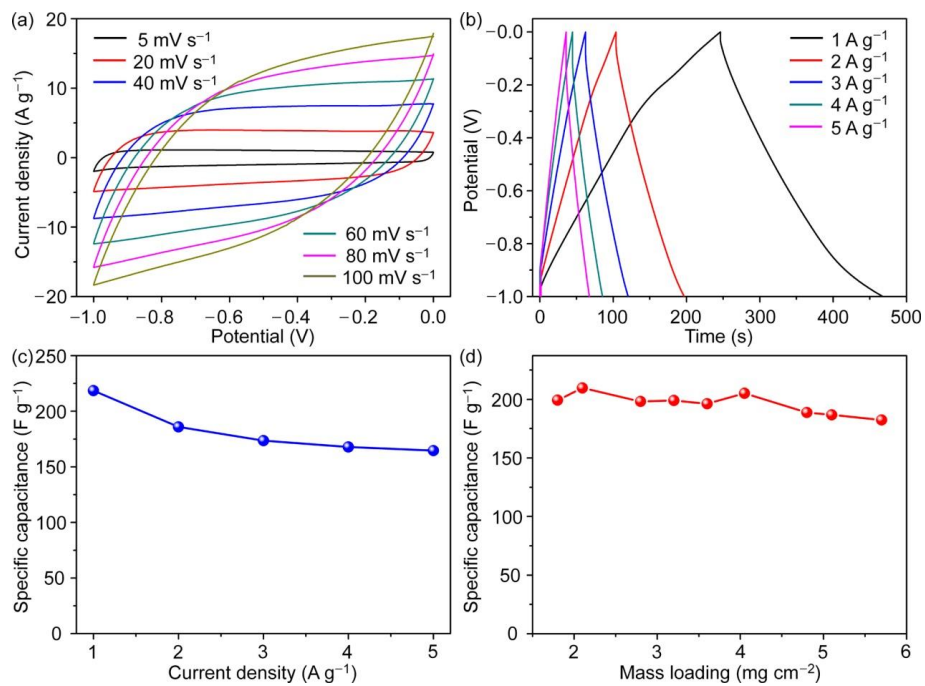 (a)
20
10
0
−10
−20
Current density (A g⁻¹)
5 mV s⁻¹
20 mV s⁻¹
40 mV s⁻¹
60 mV s⁻¹
80 mV s⁻¹
100 mV s⁻¹
−1.0 −0.8 −0.6 −0.4 −0.2 0.0
Potential (V)
(b)
−0.0
−0.2
−0.4
−0.6
−0.8
−1.0
Potential (V)
1 A g⁻¹
2 A g⁻¹
3 A g⁻¹
4 A g⁻¹
5 A g⁻¹
0 100 200 300 400 500
Time (s)
(c)
250
200
150
100
50
0
Specific capacitance (F g⁻¹)
1 2 3 4 5
Current density (A g⁻¹)
(d)
200
150
100
50
0
Specific capacitance (F g⁻¹)
2 3 4 5 6
Mass loading (mg cm⁻²)